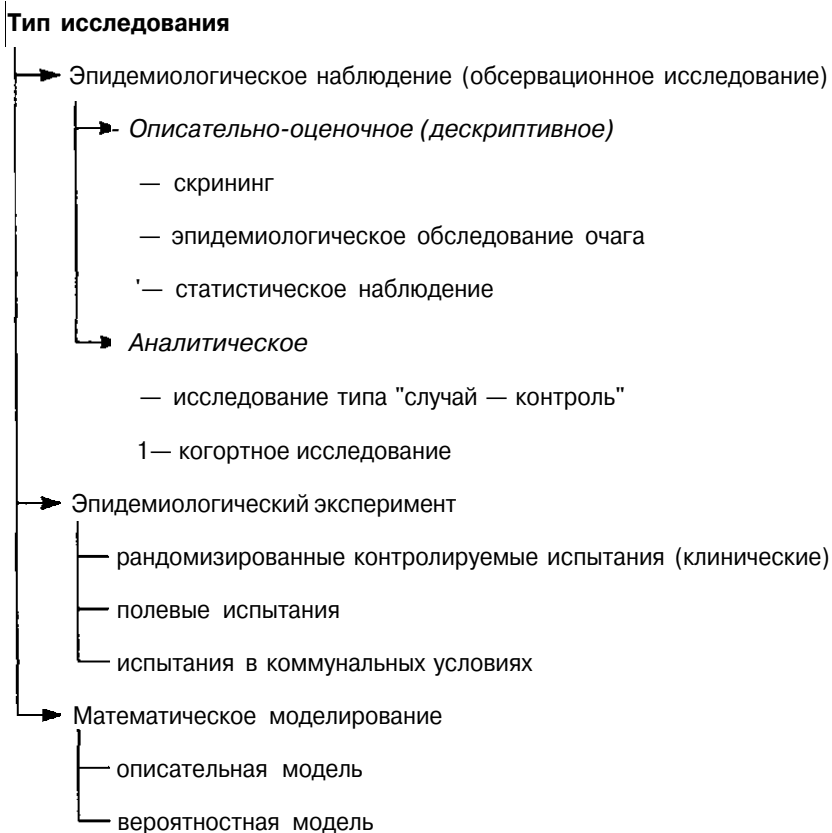 Тип исследования
Эпидемиологическое наблюдение (обсервационное исследование)
- Описательно-оценочное (дескриптивное)
— скрининг
— эпидемиологическое обследование очага
'— статистическое наблюдение
Аналитическое
— исследование типа "случай — контроль"
1— когортное исследование
Эпидемиологический эксперимент
рандомизированные контролируемые испытания (клинические)
полевые испытания
испытания в коммунальных условиях
Математическое моделирование
описательная модель
вероятностная модель